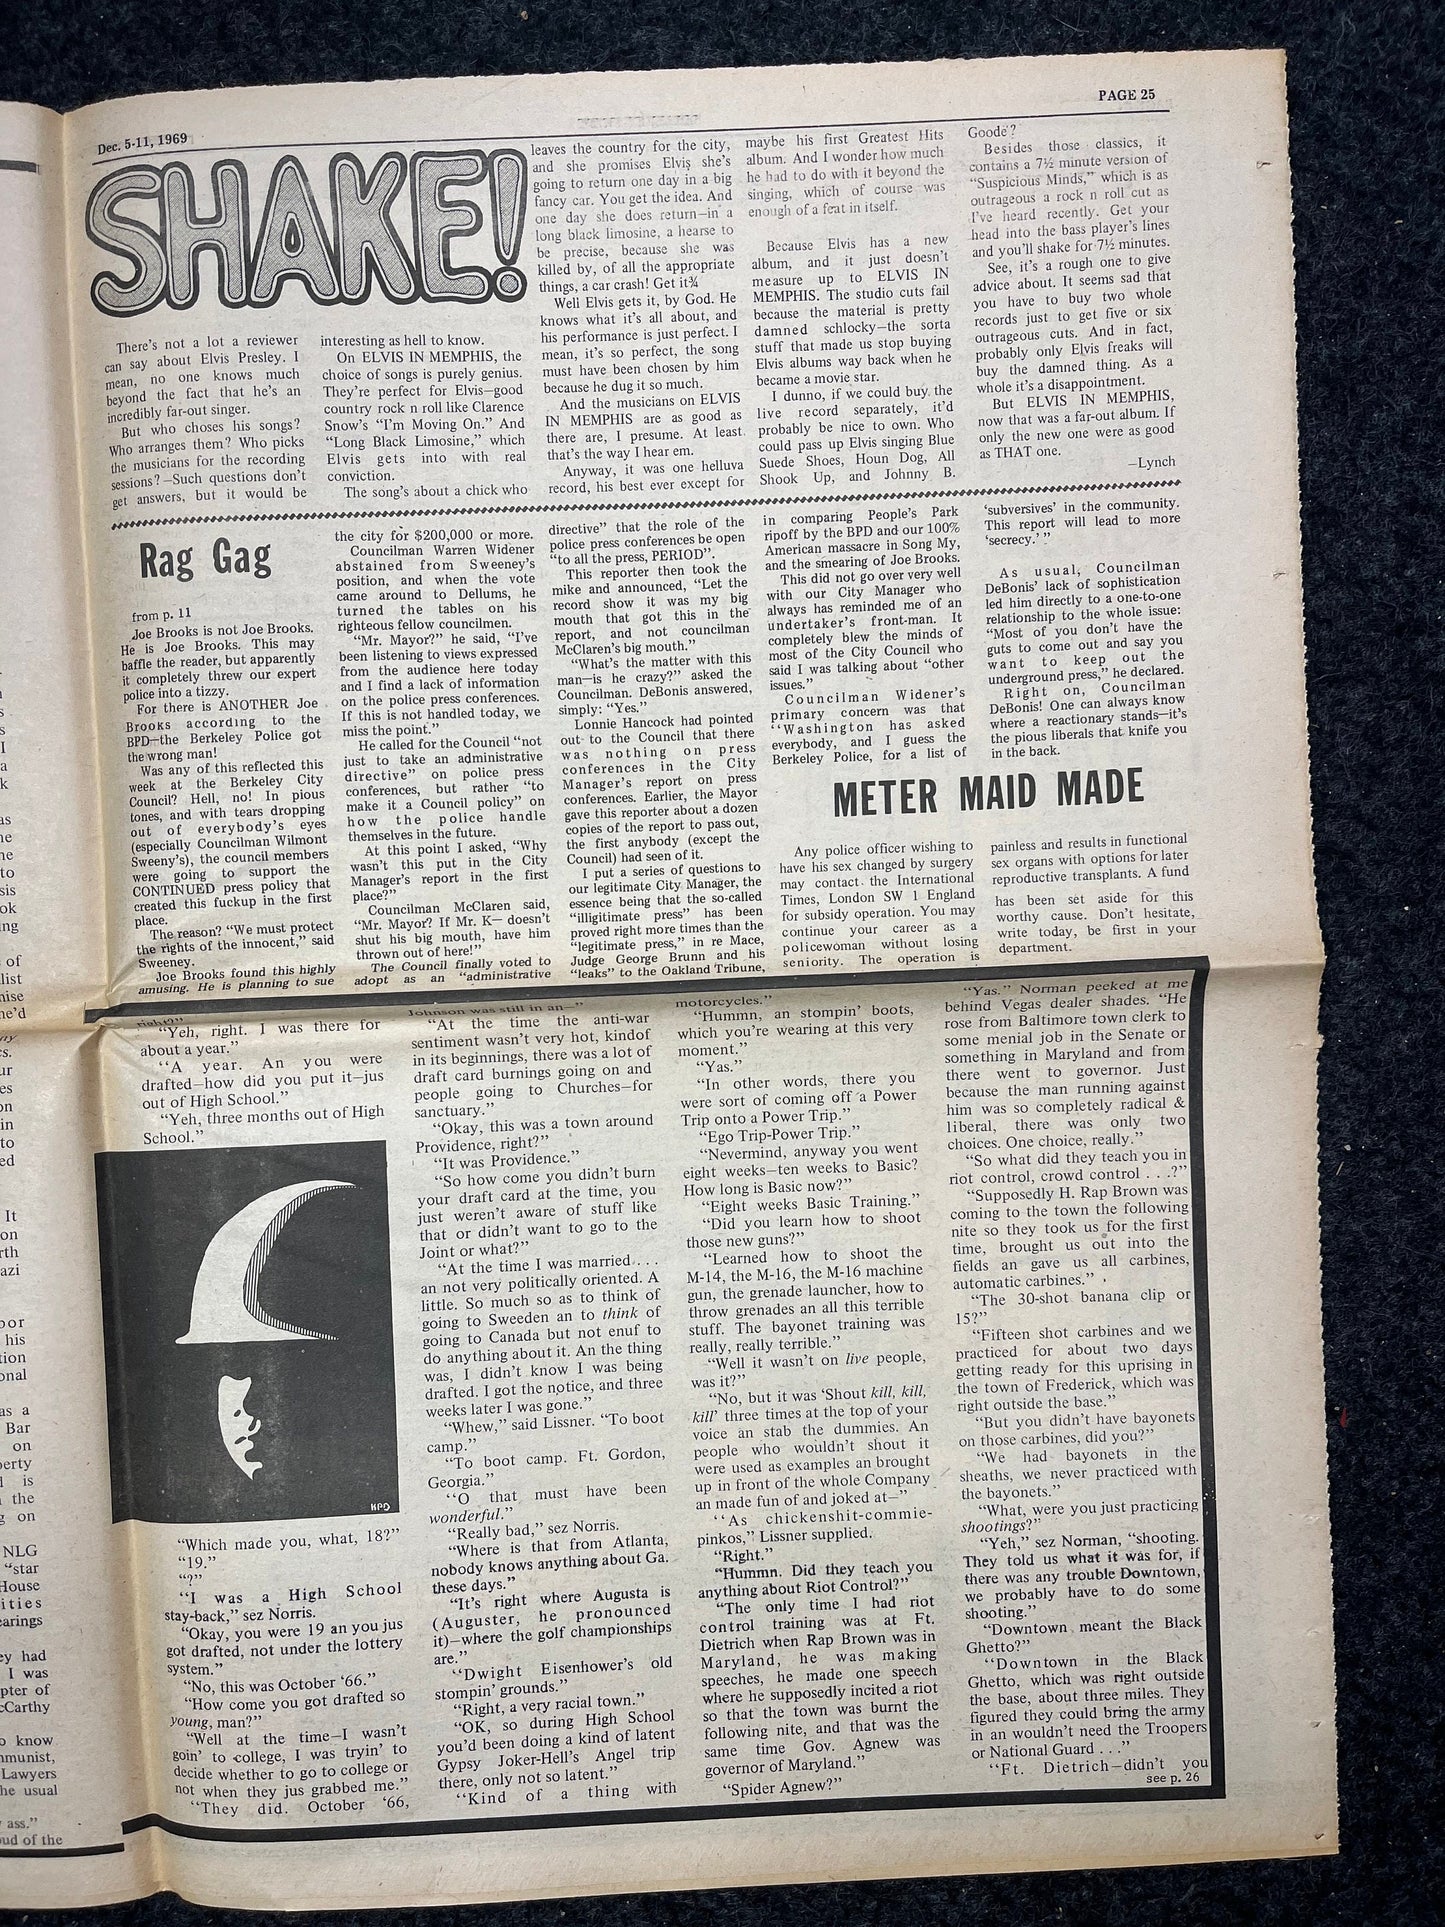 Dec. 5-11, 1969
PAGE 25
SHAKE!
There's not a lot a reviewer
can say about Elvis Presley. I
mean, no one knows much
beyond the fact that he's an
incredibly far-out singer.
But who choses his songs?
Who arranges them? Who picks
the musicians for the recording
sessions?—Such questions don't
get answers, but it would be
interesting as hell to know.
On ELVIS IN MEMPHIS, the
choice of songs is purely genius.
They're perfect for Elvis—good
country rock n roll like Clarence
Snow's "I'm Moving On." And
"Long Black Limosine," which
Elvis gets into with real
conviction.
The song's about a chick who
leaves the country for the city,
and she promises Elvis she's
going to return one day in a big
fancy car. You get the idea. And
one day she does return—in a
long black limosine, a hearse to
be precise, because she was
killed by, of all the appropriate
things, a car crash! Get it¾
Well Elvis gets it, by God. He
knows what it's all about, and
his performance is just perfect. I
mean, it's so perfect, the song
must have been chosen by him
because he dug it so much.
And the musicians on ELVIS
IN MEMPHIS are as good as
there are, I presume. At least
that's the way I hear em.
Anyway, it was one helluva
record, his best ever except for
maybe his first Greatest Hits
album. And I wonder how much
he had to do with it beyond the
singing, which of course was
enough of a feat in itself.
Because Elvis has a new
album, and it just doesn't
measure up to ELVIS IN
MEMPHIS. The studio cuts fail
because the material is pretty
damned schlocky—the sorta
stuff that made us stop buying
Elvis albums way back when he
became a movie star.
I dunno, if we could buy the
live record separately, it'd
probably be nice to own. Who
could pass up Elvis singing Blue
Suede Shoes, Houn Dog, All
Shook Up, and Johnny B.
Goode?
Besides those classics, it
contains a 7½ minute version of
"Suspicious Minds," which is as
outrageous a rock n roll cut as
I've heard recently. Get your
head into the bass player's lines
and you'll shake for 7½ minutes.
See, it's a rough one to give
advice about. It seems sad that
you have to buy two whole
records just to get five or six
outrageous cuts. And in fact,
probably only Elvis freaks will
buy the damned thing. As a
whole it's a disappointment.
But ELVIS IN MEMPHIS,
now that was a far-out album. If
only the new one were as good
as THAT one.
—Lynch
Rag Gag
from p. 11
Joe Brooks is not Joe Brooks.
He is Joe Brooks. This may
baffle the reader, but apparently
it completely threw our expert
police into a tizzy.
For there is ANOTHER Joe
Brooks according to the
BPD—the Berkeley Police got
the wrong man!
Was any of this reflected this
week at the Berkeley City
Council? Hell, no! In pious
tones, and with tears dropping
out of everybody's eyes
(especially Councilman Wilmont
Sweeny's), the council members
were going to support the
CONTINUED press policy that
created this fuckup in the first
place.
The reason? "We must protect
the rights of the innocent," said
Sweeney.
Joe Brooks found this highly
amusing. He is planning to sue
the city for $200,000 or more.
Councilman Warren Widener
abstained from Sweeney's
position, and when the vote
came around to Dellums, he
turned the tables on his
righteous fellow councilmen.
"Mr. Mayor?" he said, "I've
been listening to views expressed
from the audience here today
and I find a lack of information
on the police press conferences.
If this is not handled today, we
miss the point."
He called for the Council "not
just to take an administrative
directive" on police press
conferences, but rather "to
make it a Council policy" on
how the police handle
themselves in the future.
At this point I asked, "Why
wasn't this put in the City
Manager's report in the first
place?"
Councilman McClaren said,
"Mr. Mayor? If Mr. K— doesn't
shut his big mouth, have him
thrown out of here!"
The Council finally voted to
adopt as an "administrative
directive" that the role of the
police press conferences be open
"to all the press, PERIOD".
This reporter then took the
mike and announced, "Let the
record show it was my big
mouth that got this in the
report, and not councilman
McClaren's big mouth."
"What's the matter with this
man—is he crazy?" asked the
Councilman. DeBonis answered,
simply: "Yes."
Lonnie Hancock had pointed
out to the Council that there
was nothing on press
conferences in the City
Manager's report on press
conferences. Earlier, the Mayor
gave this reporter about a dozen
copies of the report to pass out,
the first anybody (except the
Council) had seen of it.
I put a series of questions to
our legitimate City Manager, the
essence being that the so-called
"illigitimate press" has been
proved right more times than the
"legitimate press," in re Mace,
Judge George Brunn and his
"leaks" to the Oakland Tribune,
in comparing People's Park
ripoff by the BPD and our 100%
American massacre in Song My,
and the smearing of Joe Brooks.
This did not go over very well
with our City Manager who
always has reminded me of an
undertaker's front-man. It
completely blew the minds of
most of the City Council who
said I was talking about "other
issues."
Councilman Widener's
primary concern was that
"Washington has asked
everybody, and I guess the
Berkeley Police, for a list of
'subversives' in the community.
This report will lead to more
'secrecy.' "
As usual, Councilman
DeBonis' lack of sophistication
led him directly to a one-to-one
relationship to the whole issue:
"Most of you don't have the
guts to come out and say you
want to keep out the
underground press," he declared.
Right on, Councilman
DeBonis! One can always know
where a reactionary stands—it's
the pious liberals that knife you
in the back.
METER MAID MADE
Any police officer wishing to
have his sex changed by surgery
may contact the International
Times, London SW 1 England
for subsidy operation. You may
continue your career as a
policewoman without losing
seniority. The operation is
painless and results in functional
sex organs with options for later
reproductive transplants. A fund
has been set aside for this
worthy cause. Don't hesitate,
write today, be first in your
department.
right?"
"Yeh, right. I was there for
about a year."
"A year. An you were
drafted—how did you put it—jus
out of High School."
"Yeh, three months out of High
School."
HPD
"Which made you, what, 18?"
"19."
"?"
"I was a High School
stay-back," sez Norris.
"Okay, you were 19 an you jus
got drafted, not under the lottery
system."
"No, this was October '66."
"How come you got drafted so
young, man?"
"Well at the time—I wasn't
goin' to college, I was tryin' to
decide whether to go to college or
not when they jus grabbed me."
"They did. October '66,
Johnson was still in an—"
"At the time the anti-war
sentiment wasn't very hot, kindof
in its beginnings, there was a lot of
draft card burnings going on and
people going to Churches—for
sanctuary."
"Okay, this was a town around
Providence, right?"
"It was Providence."
"So how come you didn't burn
your draft card at the time, you
just weren't aware of stuff like
that or didn't want to go to the
Joint or what?"
"At the time I was married . . .
an not very politically oriented. A
little. So much so as to think of
going to Sweden an to think of
going to Canada but not enuf to
do anything about it. An the thing
was, I didn't know I was being
drafted. I got the notice, and three
weeks later I was gone."
"Whew," said Lissner. "To boot
camp."
"To boot camp. Ft. Gordon,
Georgia."
"O that must have been
wonderful."
"Really bad," sez Norris.
"Where is that from Atlanta,
nobody knows anything about Ga.
these days."
"It's right where Augusta is
(Auguster, he pronounced
it)—where the golf championships
are."
"Dwight Eisenhower's old
stompin' grounds."
"Right, a very racial town."
"OK, so during High School
you'd been doing a kind of latent
Gypsy Joker-Hell's Angel trip
there, only not so latent."
"Kind of a thing with
motorcycles."
"Hummn, an stompin' boots,
which you're wearing at this very
moment."
"Yas."
"In other words, there you
were sort of coming off a Power
Trip onto a Power Trip."
"Ego Trip-Power Trip."
"Nevermind, anyway you went
eight weeks—ten weeks to Basic?
How long is Basic now?"
"Eight weeks Basic Training."
"Did you learn how to shoot
those new guns?"
"Learned how to shoot the
M-14, the M-16, the M-16 machine
gun, the grenade launcher, how to
throw grenades an all this terrible
stuff. The bayonet training was
really, really terrible."
"Well it wasn't on live people,
was it?"
"No, but it was 'Shout kill, kill,
kill' three times at the top of your
voice an stab the dummies. An
people who wouldn't shout it
were used as examples an brought
up in front of the whole Company
an made fun of and joked at—"
"As chickenshit-commie-
pinkos," Lissner supplied.
"Right."
"Hummn. Did they teach you
anything about Riot Control?"
"The only time I had riot
control training was at Ft.
Dietrich when Rap Brown was in
Maryland, he was making
speeches, he made one speech
where he supposedly incited a riot
so that the town was burnt the
following nite, and that was the
same time Gov. Agnew was
governor of Maryland."
"Spider Agnew?"
"Yas." Norman peeked at me
behind Vegas dealer shades. "He
rose from Baltimore town clerk to
some menial job in the Senate or
something in Maryland and from
there went to governor. Just
because the man running against
him was so completely radical &
liberal, there was only two
choices. One choice, really."
"So what did they teach you in
riot control, crowd control . . .?"
"Supposedly H. Rap Brown was
coming to the town the following
nite so they took us for the first
time, brought us out into the
fields an gave us all carbines,
automatic carbines."
"The 30-shot banana clip or
15?"
"Fifteen shot carbines and we
practiced for about two days
getting ready for this uprising in
the town of Frederick, which was
right outside the base."
"But you didn't have bayonets
on those carbines, did you?"
"We had bayonets in the
sheaths, we never practiced with
the bayonets."
"What, were you just practicing
shootings?"
"Yeh," sez Norman, "shooting.
They told us what it was for, if
there was any trouble Downtown,
we probably have to do some
shooting."
"Downtown meant the Black
Ghetto?"
"Downtown in the Black
Ghetto, which was right outside
the base, about three miles. They
figured they could bring the army
in an wouldn't need the Troopers
or National Guard . . ."
"Ft. Dietrich—didn't you
see p. 26